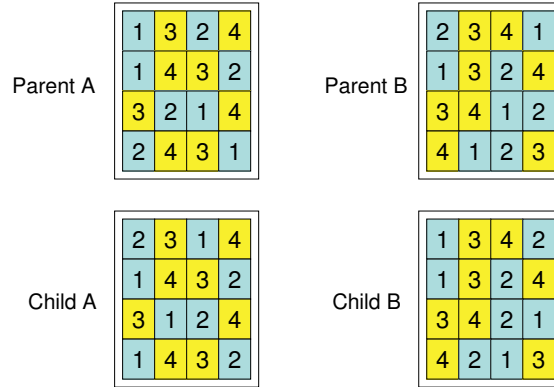 Parent A
1 3 2 4
1 4 3 2
3 2 1 4
2 4 3 1
Parent B
2 3 4 1
1 3 2 4
3 4 1 2
4 1 2 3
Child A
2 3 1 4
1 4 3 2
3 1 2 4
1 4 3 2
Child B
1 3 4 2
1 3 2 4
3 4 2 1
4 2 1 3